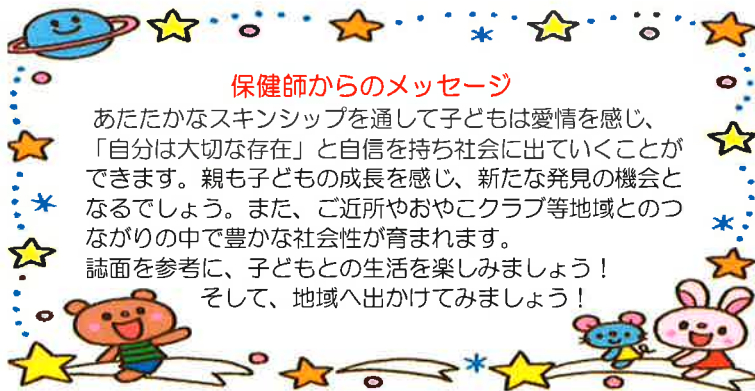 保健師からのメッセージ
あたたかなスキンシップを通して子どもは愛情を感じ、
「自分は大切な存在」と自信を持ち社会に出ていくことが
できます。親も子どもの成長を感じ、新たな発見の機会と
なるでしょう。また、ご近所やおやこクラブ等地域とのつ
ながりの中で豊かな社会性が育まれます。
誌面を参考に、子どもとの生活を楽しみましょう！
そして、地域へ出かけてみましょう！